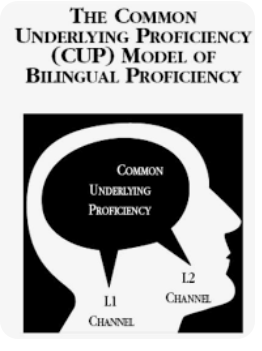 THE COMMON
UNDERLYING PROFICIENCY
(CUP) MODEL OF
BILINGUAL PROFICIENCY
COMMON
UNDERLYING
PROFICIENCY
L1
CHANNEL
L2
CHANNEL